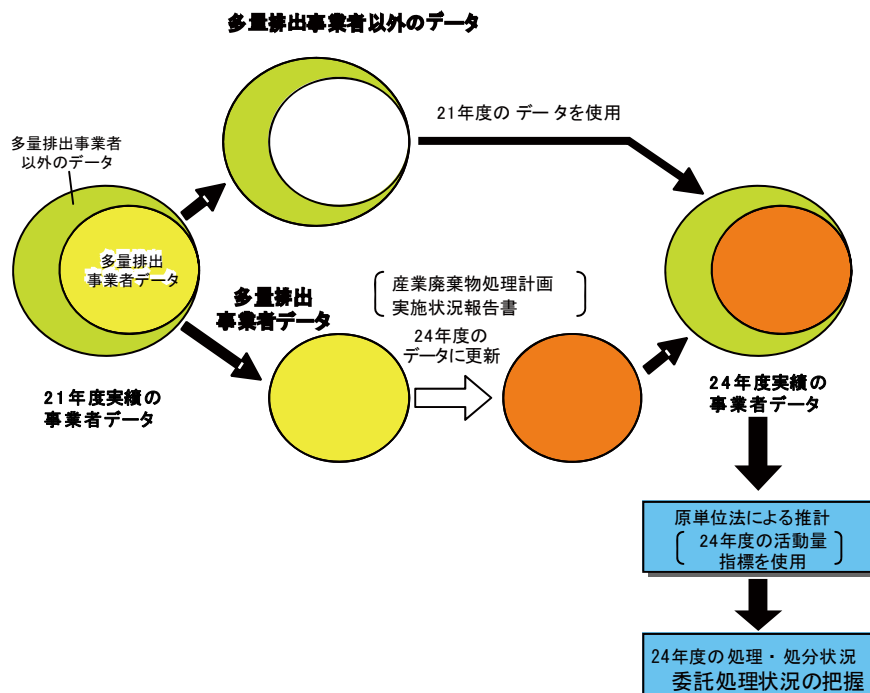 多量排出事業者以外のデータ
21年度の データを使用
多量排出事業者
以外のデータ
多量排出
事業者データ
多量排出
事業者データ
産業廃棄物処理計画
実施状況報告書
24年度の
データに更新
21年度実績の
事業者データ
24年度実績の
事業者データ
原単位法による推計
24年度の活動量
指標を使用
24年度の処理・処分状況
委託処理状況の把握